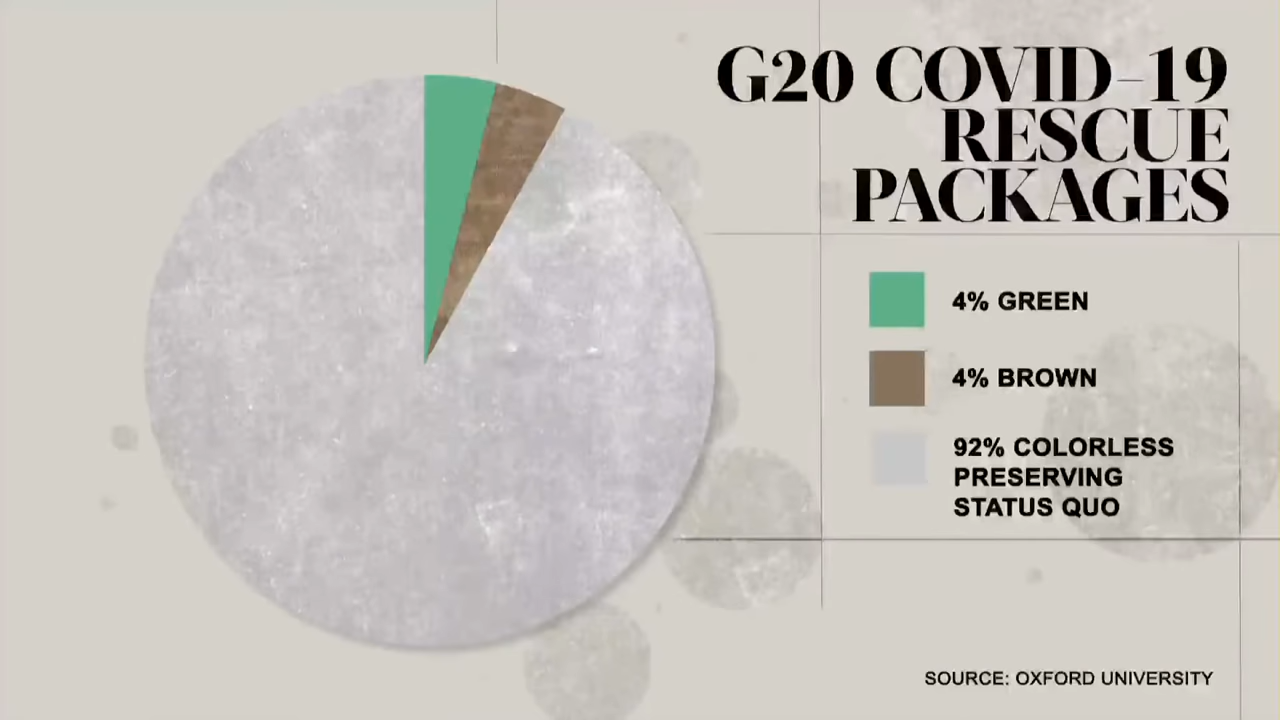 G20 COVID-19
RESCUE
PACKAGES
4% GREEN
4% BROWN
92% COLORLESS
PRESERVING
STATUS QUO
SOURCE: OXFORD UNIVERSITY